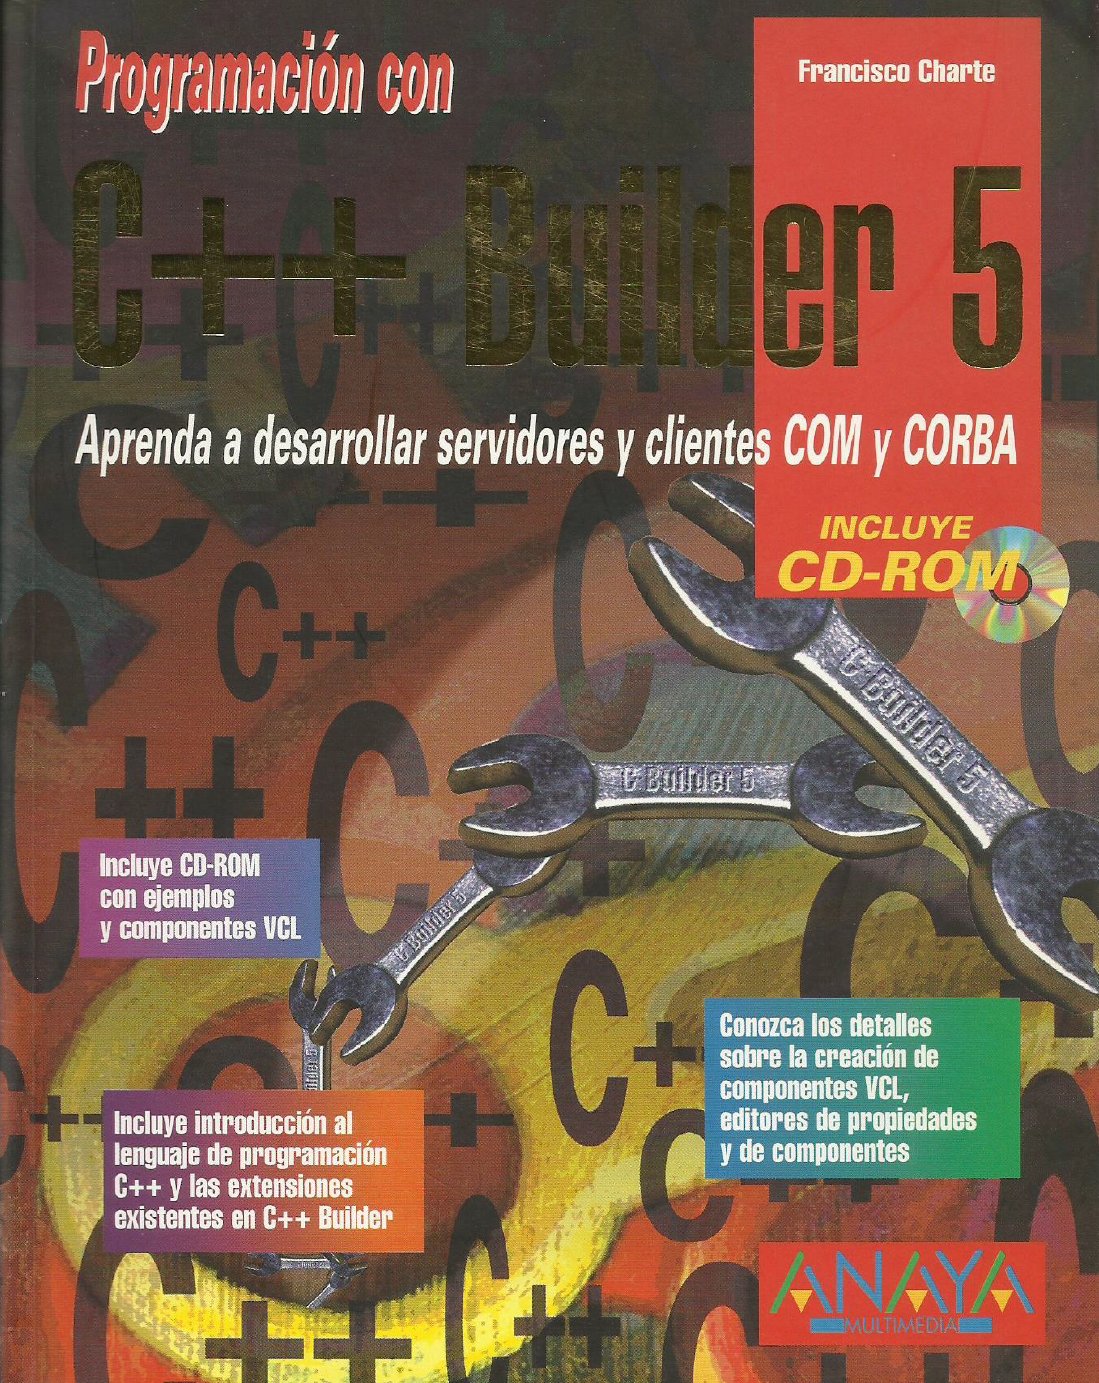 Programación con
Francisco Charte
C++ Builder 5
Aprenda a desarrollar servidores y clientes COM y CORBA
INCLUYE
CD-ROM
C Builder 5
C Builder 5
C Builder 5
Incluye CD-ROM
con ejemplos
y componentes VCL
C++
Conozca los detalles
sobre la creación de
componentes VCL,
editores de propiedades
y de componentes
Incluye introducción al
lenguaje de programación
C++ y las extensiones
existentes en C++ Builder
ANAYA
MULTIMEDIA